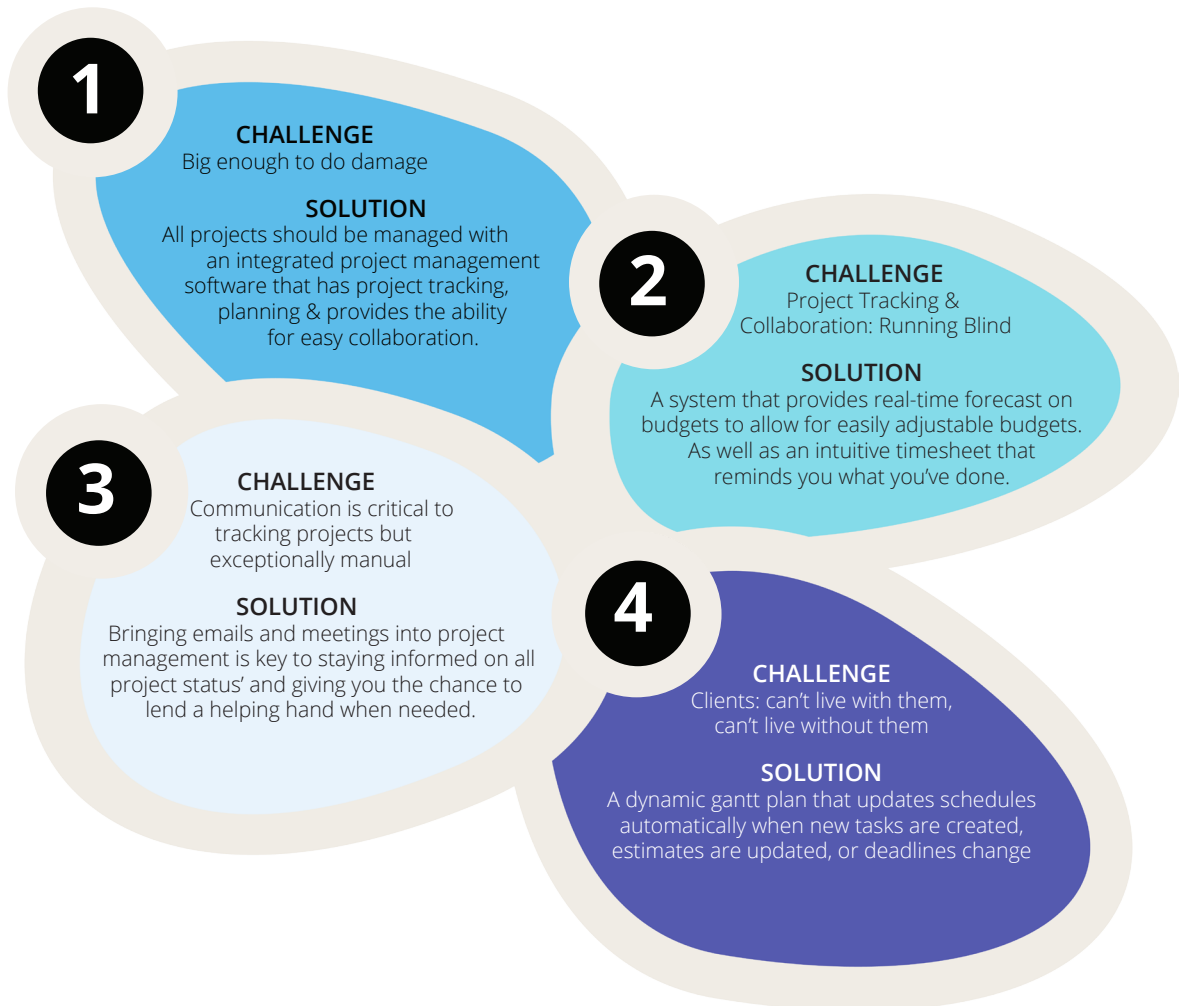 1
CHALLENGE
Big enough to do damage
SOLUTION
All projects should be managed with
an integrated project management
software that has project tracking,
planning & provides the ability
for easy collaboration.
2
CHALLENGE
Project Tracking &
Collaboration: Running Blind
SOLUTION
A system that provides real-time forecast on
budgets to allow for easily adjustable budgets.
As well as an intuitive timesheet that
reminds you what you’ve done.
3
CHALLENGE
Communication is critical to
tracking projects but
exceptionally manual
SOLUTION
Bringing emails and meetings into project
management is key to staying informed on all
project status’ and giving you the chance to
lend a helping hand when needed.
4
CHALLENGE
Clients: can’t live with them,
can’t live without them
SOLUTION
A dynamic gantt plan that updates schedules
automatically when new tasks are created,
estimates are updated, or deadlines change